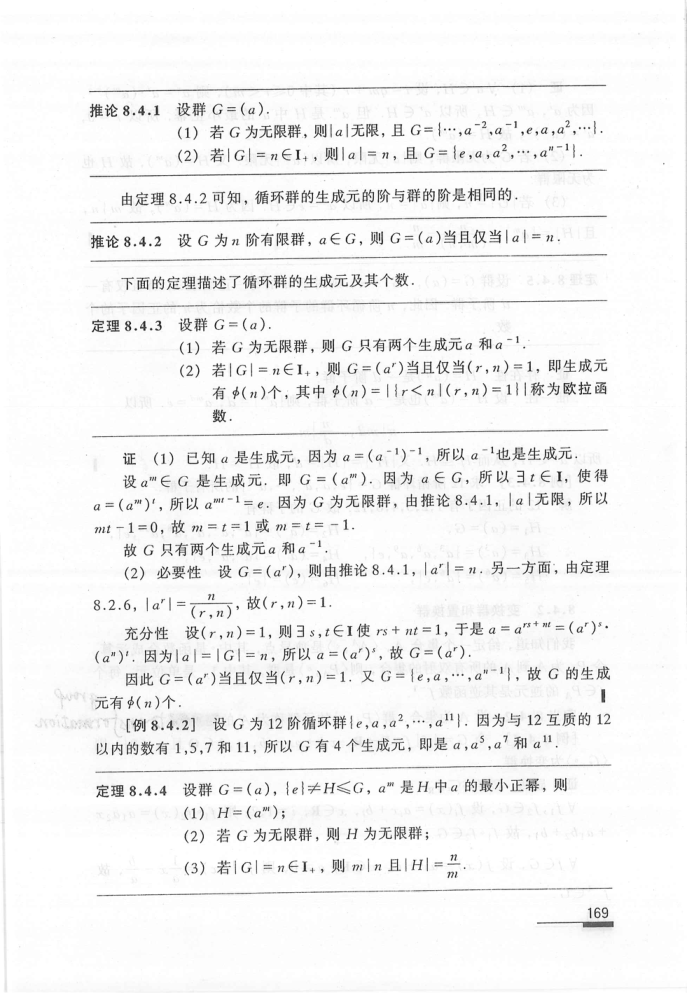 推论 8.4.1 设群 G=(a).
(1) 若 G 为无限群，则|a|无限，且 G={⋯,a⁻²,a⁻¹,e,a,a²,⋯}.
(2) 若|G|=n∈I₊，则|a|=n，且 G={e,a,a²,⋯,aⁿ⁻¹}.
由定理 8.4.2 可知，循环群的生成元的阶与群的阶是相同的.
推论 8.4.2 设 G 为 n 阶有限群，a∈G，则 G=(a)当且仅当|a|=n.
下面的定理描述了循环群的生成元及其个数.
定理 8.4.3 设群 G=(a).
(1) 若 G 为无限群，则 G 只有两个生成元 a 和 a⁻¹.
(2) 若|G|=n∈I₊，则 G=(aʳ)当且仅当(r,n)=1，即生成元
有 ϕ(n)个，其中 ϕ(n)=|{r<n|(r,n)=1}|称为欧拉函
数.
证 (1) 已知 a 是生成元，因为 a=(a⁻¹)⁻¹，所以 a⁻¹也是生成元.
设 aᵐ∈G 是生成元. 即 G=(aᵐ). 因为 a∈G，所以 ∃t∈I，使得
a=(aᵐ)ᵗ，所以 aᵐᵗ⁻¹=e. 因为 G 为无限群，由推论 8.4.1，|a|无限，所以
mt-1=0，故 m=t=1 或 m=t=-1.
故 G 只有两个生成元 a 和 a⁻¹.
(2) 必要性 设 G=(aʳ)，则由推论 8.4.1，|aʳ|=n. 另一方面，由定理
8.2.6，|aʳ|=n/(r,n)，故(r,n)=1.
充分性 设(r,n)=1，则 ∃s,t∈I 使 rs+nt=1，于是 a=aʳˢ⁺ⁿᵗ=(aʳ)ˢ·
(aⁿ)ᵗ. 因为|a|=|G|=n，所以 a=(aʳ)ˢ，故 G=(aʳ).
因此 G=(aʳ)当且仅当(r,n)=1. 又 G={e,a,⋯,aⁿ⁻¹}，故 G 的生成
元有 ϕ(n)个.
[例 8.4.2] 设 G 为 12 阶循环群{e,a,a²,⋯,a¹¹}. 因为与 12 互质的 12
以内的数有 1,5,7 和 11，所以 G 有 4 个生成元，即是 a,a⁵,a⁷ 和 a¹¹.
定理 8.4.4 设群 G=(a)，{e}≠H≤G，aᵐ 是 H 中 a 的最小正幂，则
(1) H=(aᵐ);
(2) 若 G 为无限群，则 H 为无限群;
(3) 若|G|=n∈I₊，则 m|n 且|H|=n/m.
169